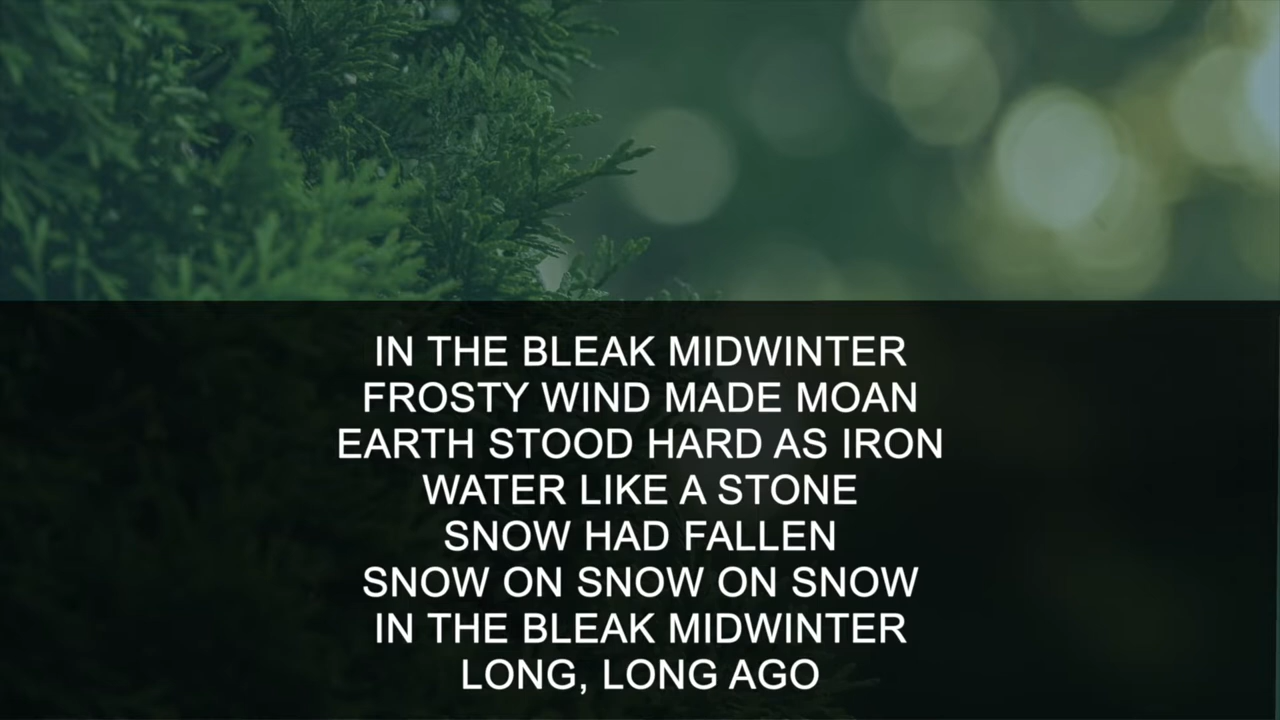 IN THE BLEAK MIDWINTER
FROSTY WIND MADE MOAN
EARTH STOOD HARD AS IRON
WATER LIKE A STONE
SNOW HAD FALLEN
SNOW ON SNOW ON SNOW
IN THE BLEAK MIDWINTER
LONG, LONG AGO